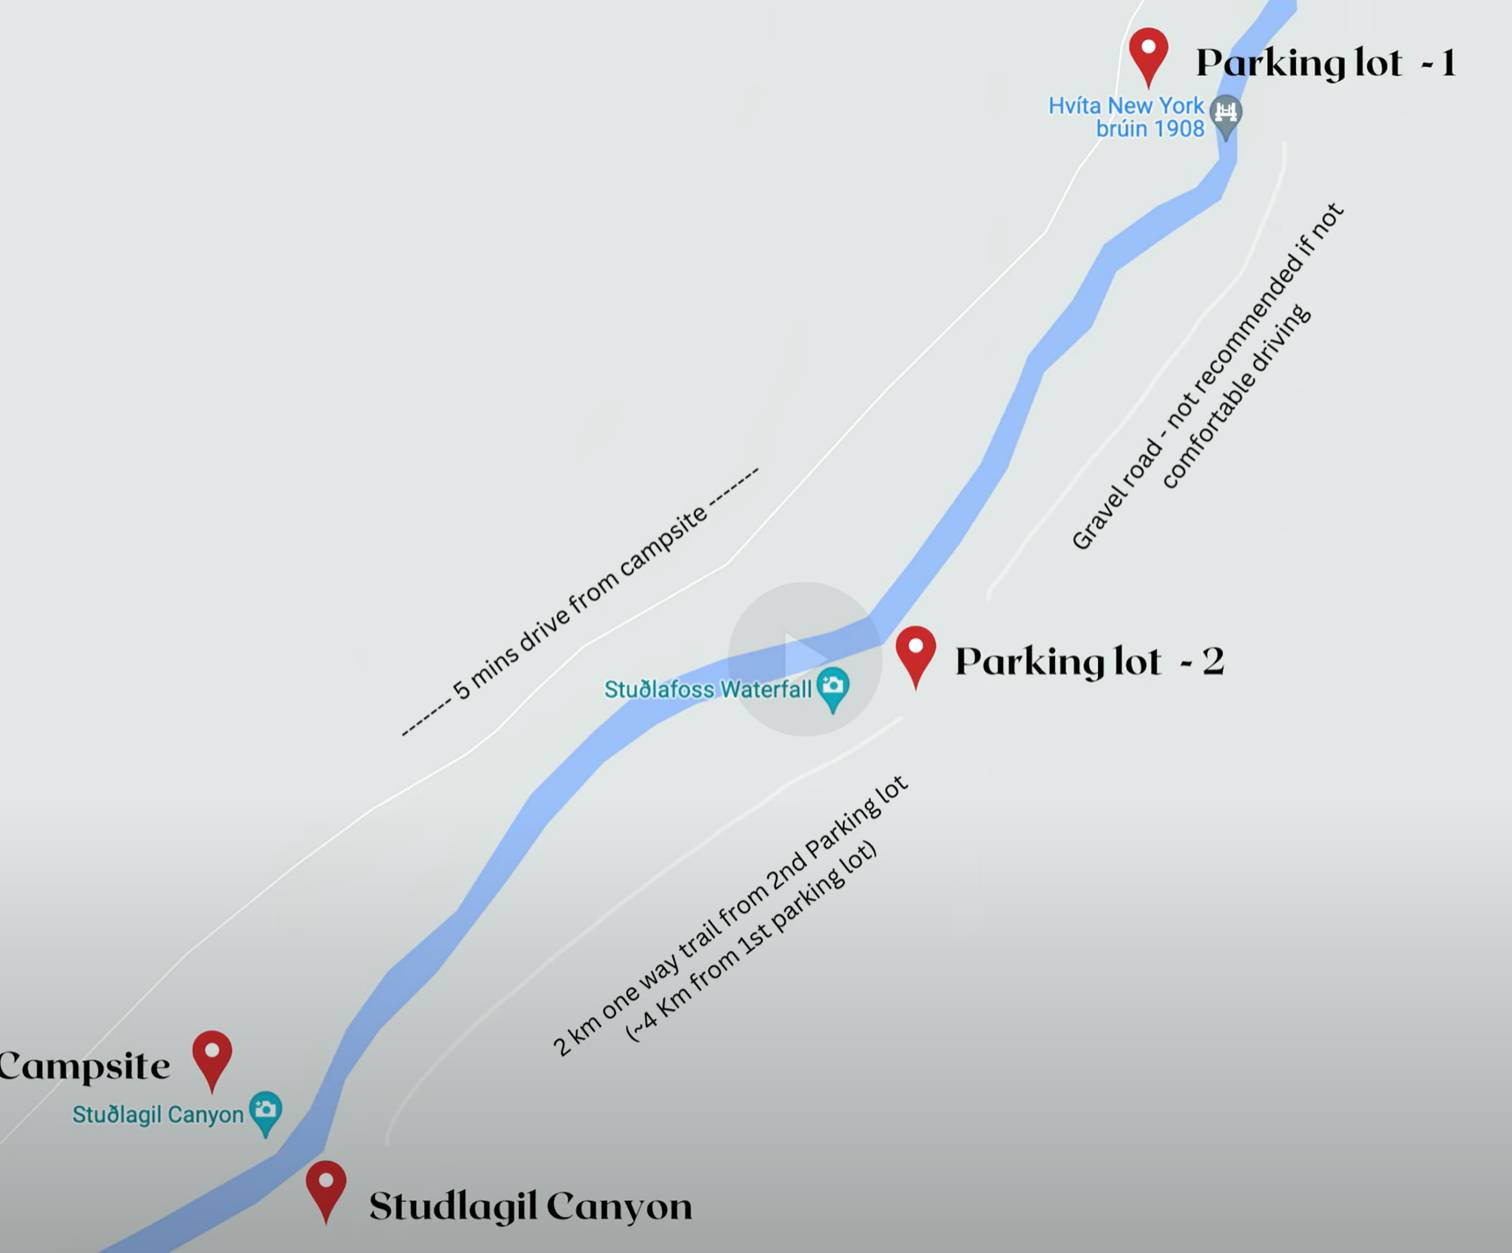 Parking lot - 1
Hvíta New York
brúin 1908
Gravel road - not recommended if not
comfortable driving
----- 5 mins drive from campsite ------
Parking lot - 2
Stuðlafoss Waterfall
2 km one way trail from 2nd Parking lot
(~4 Km from 1st parking lot)
Campsite
Stuðlagil Canyon
Studlagil Canyon